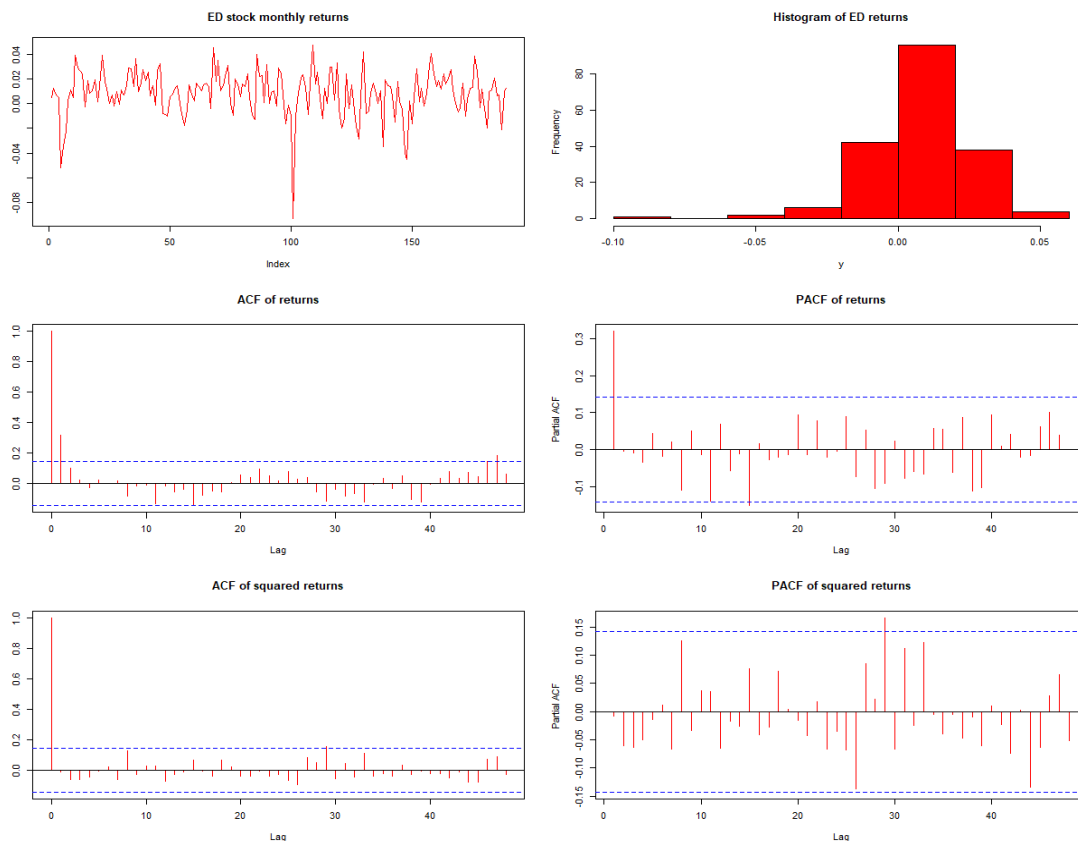 ED stock monthly returns
0.04
0.02
0.00
-0.04
-0.08
0 50 100 150
Index
Histogram of ED returns
Frequency
80
60
40
20
0
-0.10 -0.05 0.00 0.05
y
ACF of returns
1.0
0.8
0.6
0.4
0.2
0.0
0 10 20 30 40
Lag
PACF of returns
Partial ACF
0.3
0.2
0.1
0.0
-0.1
0 10 20 30 40
Lag
ACF of squared returns
1.0
0.8
0.6
0.4
0.2
0.0
0 10 20 30 40
Lag
PACF of squared returns
Partial ACF
0.15
0.10
0.05
0.00
-0.05
-0.10
-0.15
0 10 20 30 40
Lag